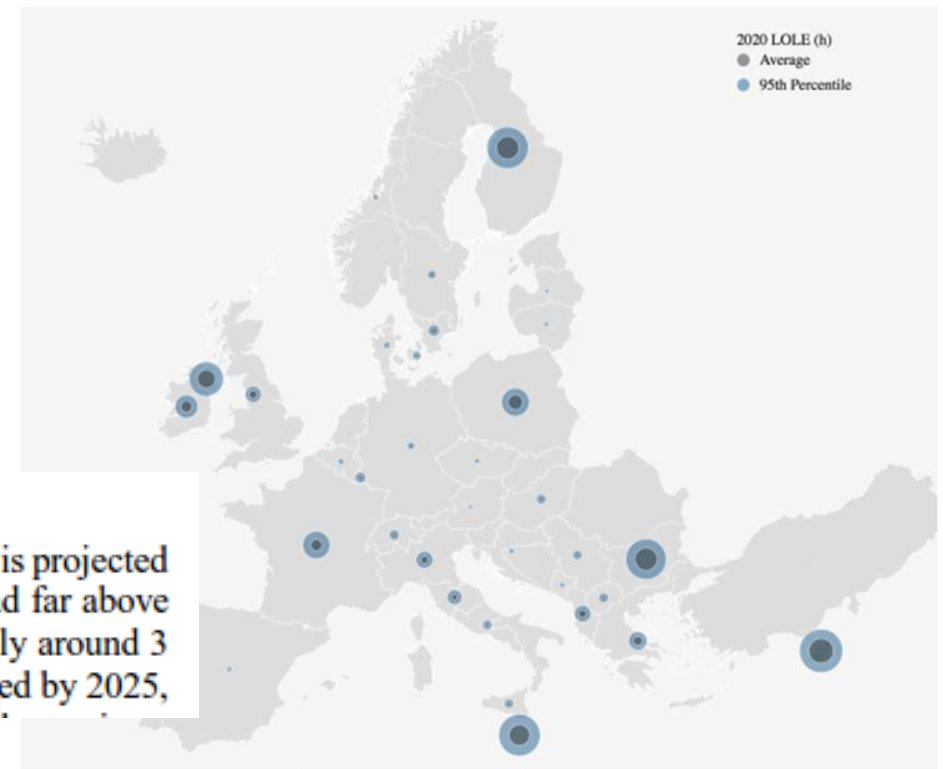 2020 LOLE (h)
Average
95th Percentile
is projected
d far above
ly around 3
ed by 2025,